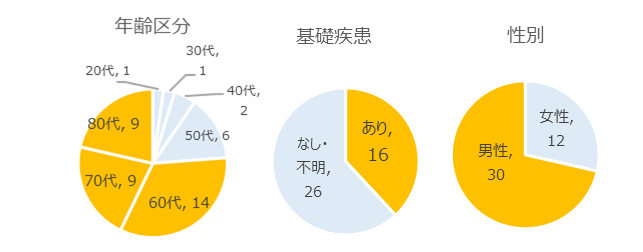 年齢区分
20代, 1
30代,
1
40代,
2
50代, 6
60代, 14
70代, 9
80代, 9
基礎疾患
あり,
16
なし・
不明,
26
性別
女性,
12
男性,
30